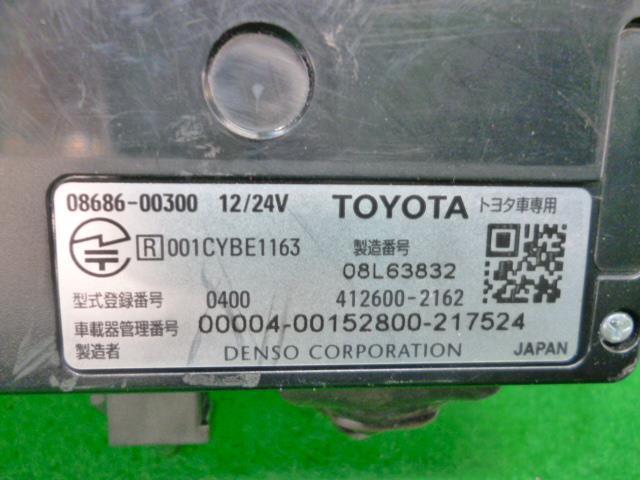 08686-00300 12/24V TOYOTA トヨタ車専用
R 001CYBE1163 製造番号
08L63832
型式登録番号 0400 412600-2162
車載器管理番号 00004-00152800-217524
製造者 DENSO CORPORATION JAPAN